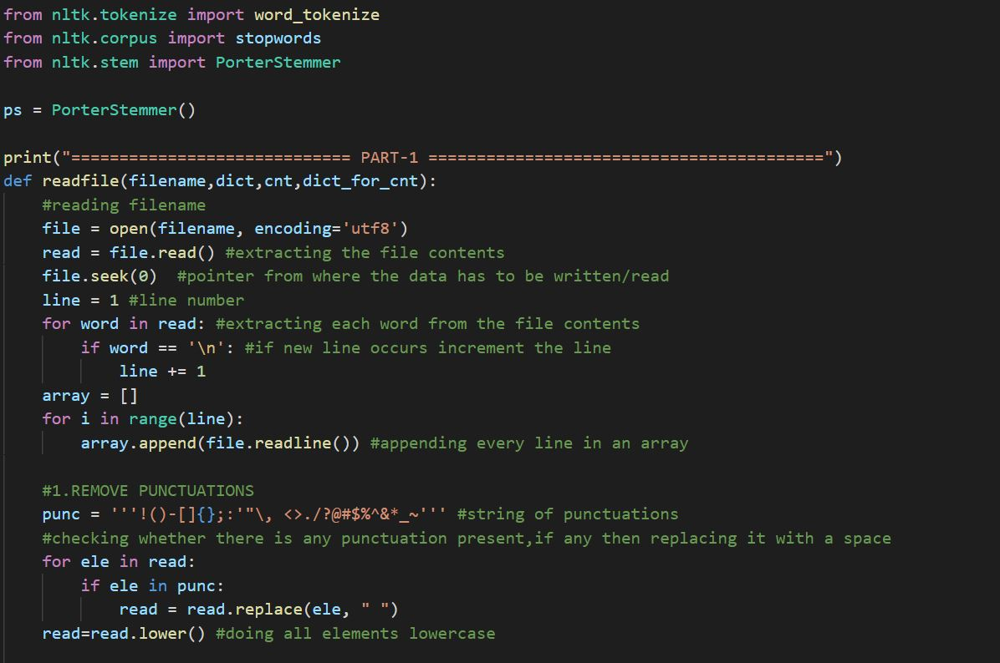 from nltk.tokenize import word_tokenize
from nltk.corpus import stopwords
from nltk.stem import PorterStemmer

ps = PorterStemmer()

print("============================= PART-1 =========================================")
def readfile(filename,dict,cnt,dict_for_cnt):
    #reading filename
    file = open(filename, encoding='utf8')
    read = file.read() #extracting the file contents
    file.seek(0)  #pointer from where the data has to be written/read
    line = 1 #line number
    for word in read: #extracting each word from the file contents
        if word == '\n': #if new line occurs increment the line
            line += 1
    array = []
    for i in range(line):
        array.append(file.readline()) #appending every line in an array

    #1.REMOVE PUNCTUATIONS
    punc = '''!()-[]{};:'"\, <>./?@#$%^&*_~''' #string of punctuations
    #checking whether there is any punctuation present,if any then replacing it with a space
    for ele in read:
        if ele in punc:
            read = read.replace(ele, " ")
    read=read.lower() #doing all elements lowercase